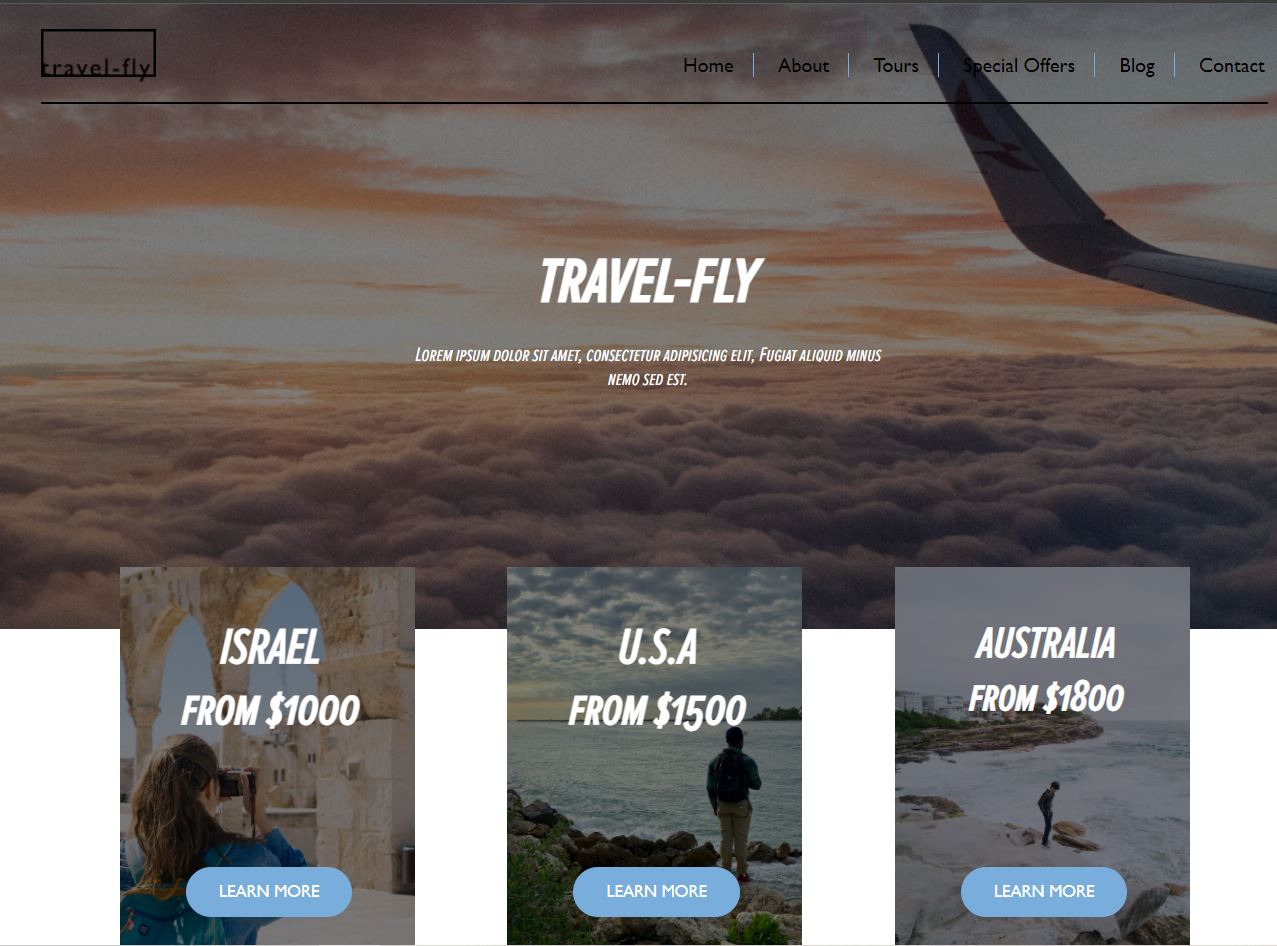 travel-fly
Home About Tours Special Offers Blog Contact
TRAVEL-FLY
LOREM IPSUM DOLOR SIT AMET, CONSECTETUR ADIPISICING ELIT, FUGIAT ALIQUID MINUS
NEMO SED EST.
ISRAEL
FROM $1000
LEARN MORE
U.S.A
FROM $1500
LEARN MORE
AUSTRALIA
FROM $1800
LEARN MORE